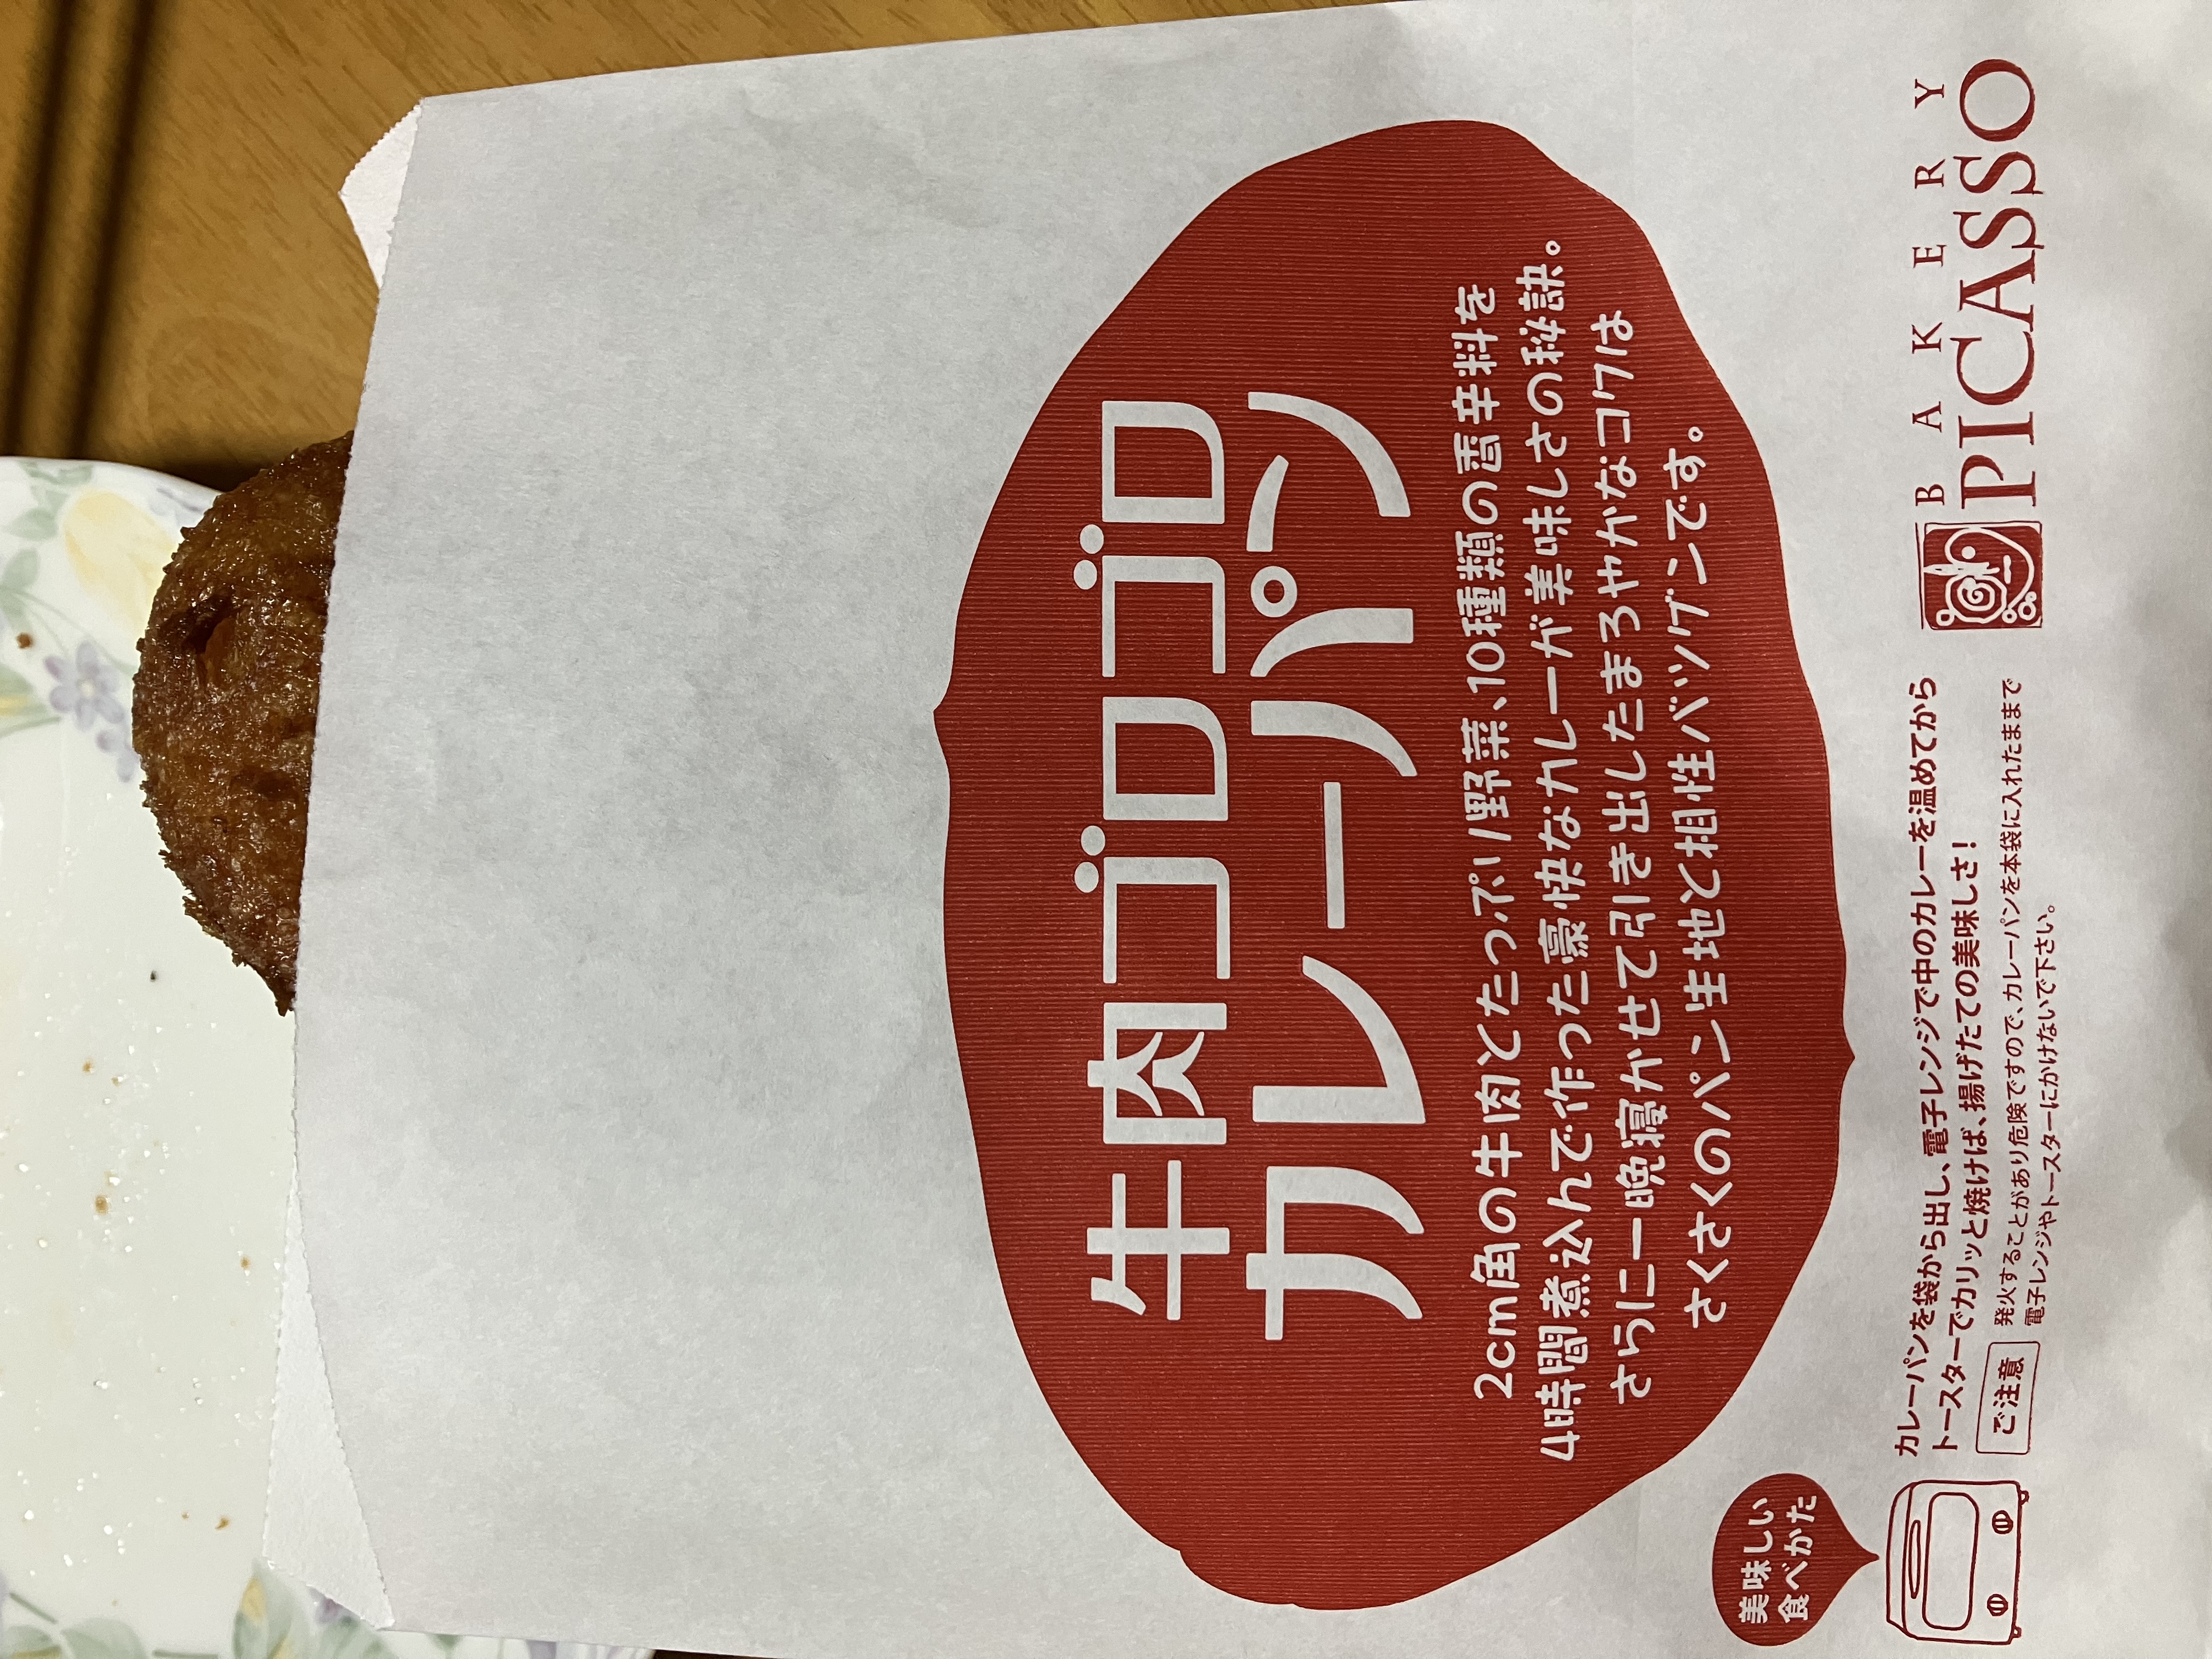 牛肉ゴロゴロ
カレーパン
2cm角の牛肉とたっぷり野菜、10種類の香辛料を
4時間煮込んで作った豪快なカレーが美味しさの秘訣。
さらに一晩寝かせて引き出したまろやかなコクは
さくさくのパン生地と相性バツグンです。
美味しい
食べかた
カレーパンを袋から出し、電子レンジで中のカレーを温めてから
トースターでカリッと焼けば、揚げたての美味しさ!
ご注意
発火することがあり危険ですので、カレーパンを本袋に入れたままで
電子レンジやトースターにかけないで下さい。
BAKERY
PICASSO